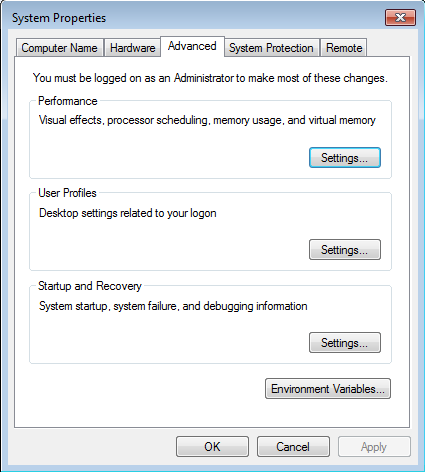 System Properties
Computer Name Hardware Advanced System Protection Remote
You must be logged on as an Administrator to make most of these changes.
Performance
Visual effects, processor scheduling, memory usage, and virtual memory
Settings...
User Profiles
Desktop settings related to your logon
Settings...
Startup and Recovery
System startup, system failure, and debugging information
Settings...
Environment Variables...
OK Cancel Apply